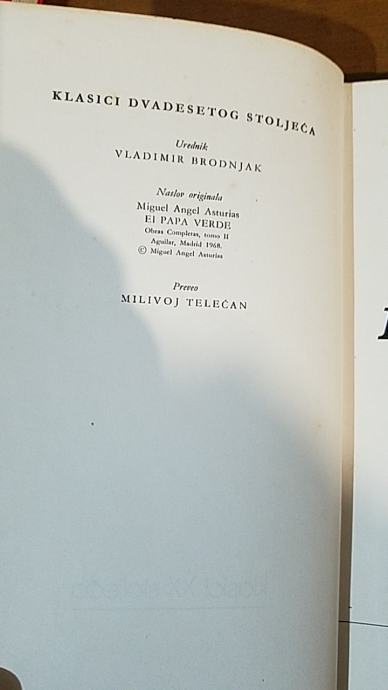 KLASICI DVADESETOG STOLJEĆA
Urednik
VLADIMIR BRODNJAK
Naslov originala
Miguel Angel Asturias
El PAPA VERDE
Obras Completas, tomo II
Aguilar, Madrid 1968.
© Miguel Angel Asturias
Preveo
MILIVOJ TELEĆAN